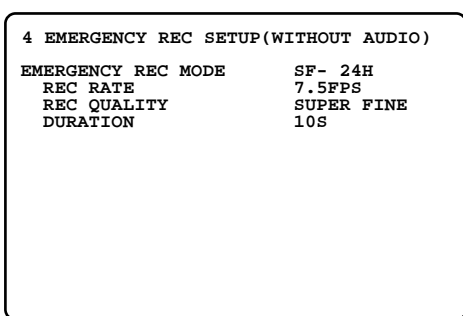 4 EMERGENCY REC SETUP(WITHOUT AUDIO)
EMERGENCY REC MODE SF- 24H
REC RATE 7.5FPS
REC QUALITY SUPER FINE
DURATION 10S